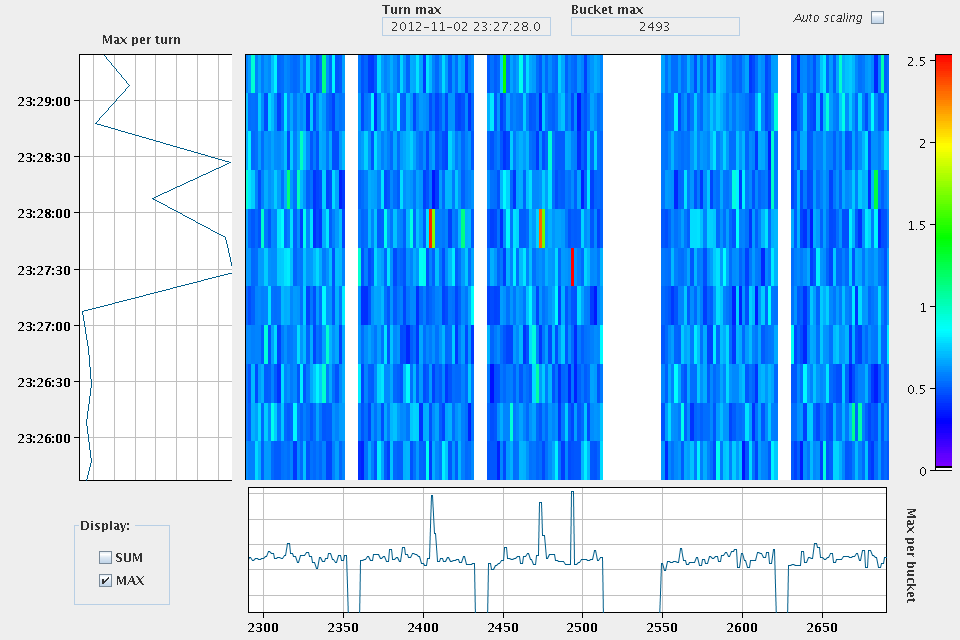 Turn max
Bucket max
2012-11-02 23:27:28.0
2493
Auto scaling
Max per turn
23:29:00
23:28:30
23:28:00
23:27:30
23:27:00
23:26:30
23:26:00
2.5
2
1.5
1
0.5
0
Display:
SUM
MAX
Max per bucket
2300
2350
2400
2450
2500
2550
2600
2650